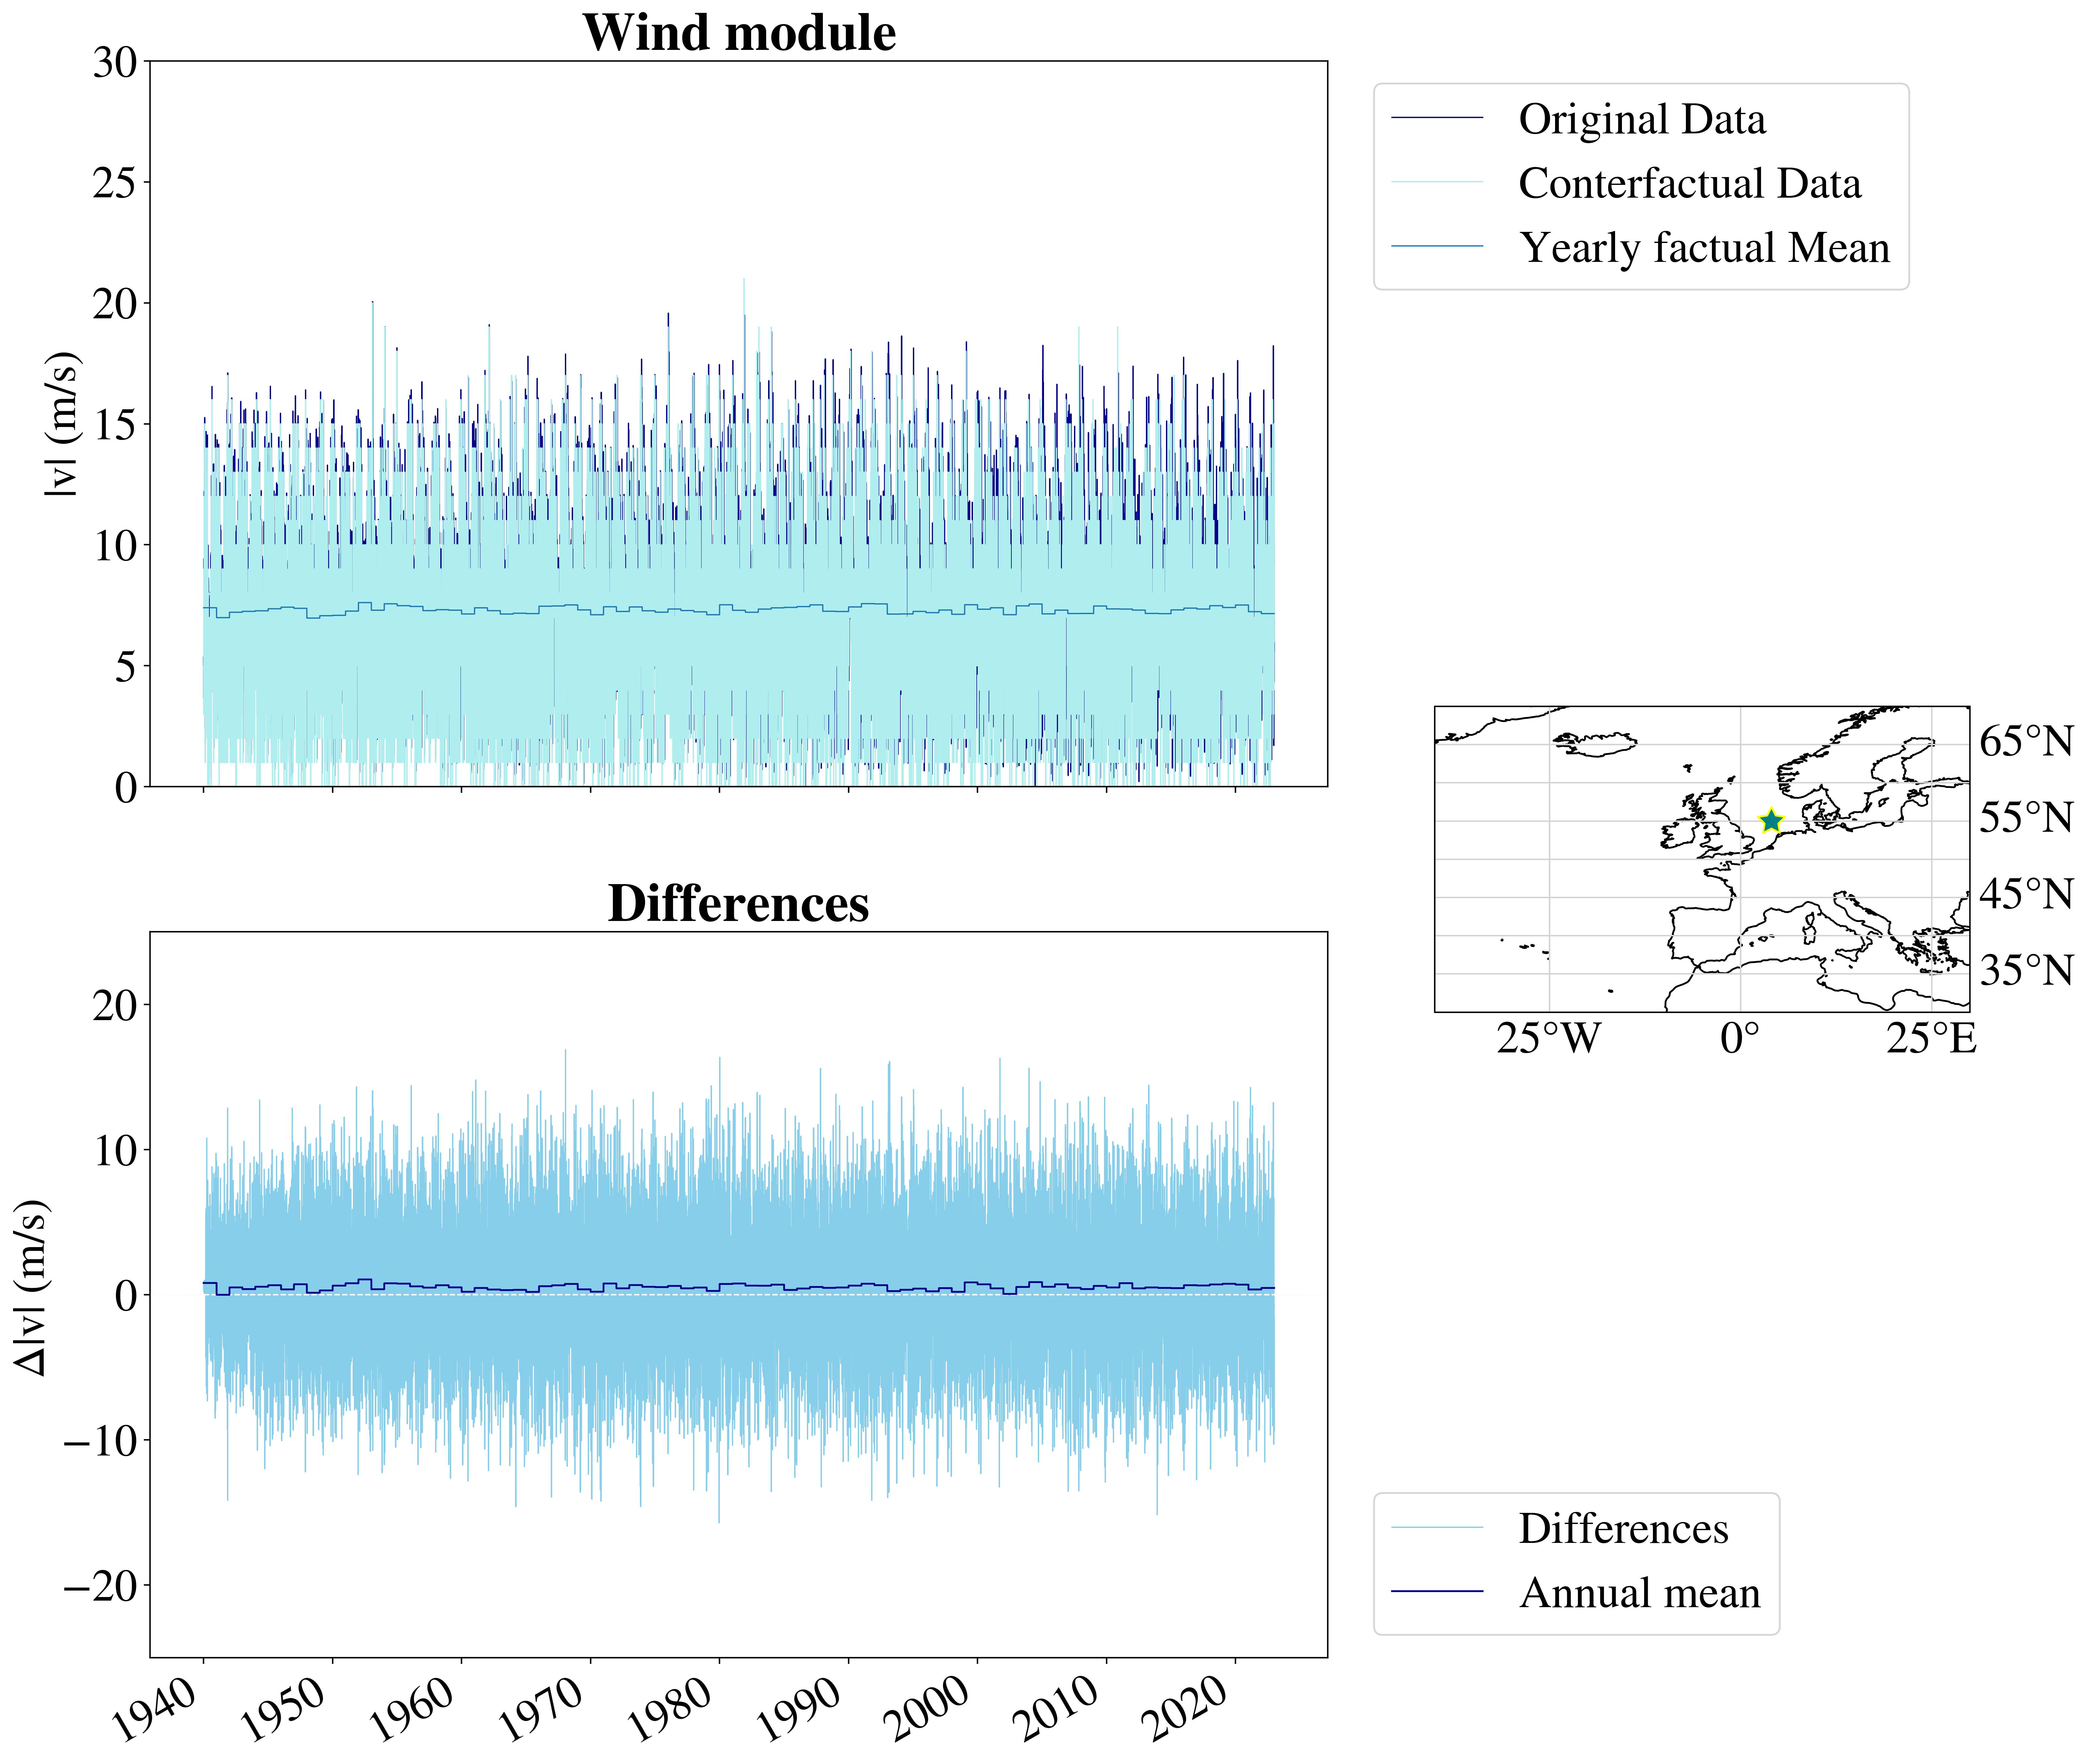 Wind module
30
25
20
15
10
5
0
|v| (m/s)
Original Data
Conterfactual Data
Yearly factual Mean
65°N
55°N
45°N
35°N
25°W 0° 25°E
Differences
20
10
0
−10
−20
Δ|v| (m/s)
1940 1950 1960 1970 1980 1990 2000 2010 2020
Differences
Annual mean